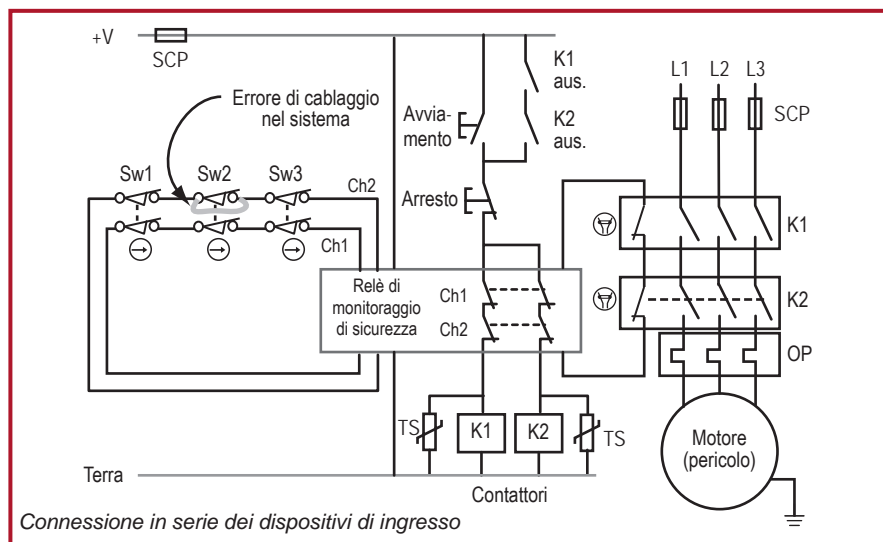 +V
SCP
Errore di cablaggio
nel sistema
Sw1
Sw2
Sw3
Ch2
Ch1
Avvia-
mento
K1
aus.
K2
aus.
Arresto
L1
L2
L3
SCP
K1
K2
OP
Relè di
monitoraggio
di sicurezza
Ch1
Ch2
TS
K1
K2
TS
Motore
(pericolo)
Terra
Contattori
Connessione in serie dei dispositivi di ingresso